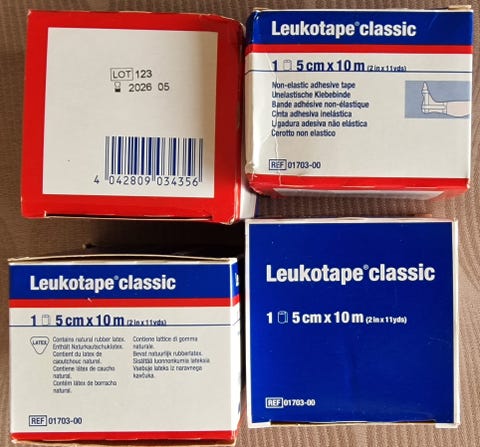 LOT 123
2026 05
4 042809 034356
Leukotape® classic
1 5 cm x 10 m (2 in x 11 yds)
Non-elastic adhesive tape
Unelastische Klebebinde
Bande adhésive non-élastique
Cinta adhesiva inelástica
Ligadura adesiva não elástica
Cerotto non elastico
REF 01703-00
Leukotape® classic
1 5 cm x 10 m (2 in x 11 yds)
LATEX
Contains natural rubber latex.
Enthält Naturkautschuklatex.
Contient du latex de
caoutchouc naturel.
Contiene látex de caucho
natural.
Contém látex de borracho
natural.
Contiene lattice di gomma
naturale.
Bevat natuurlijk rubberlatex.
Sisältää luonnonkumia lateksia
Vsebuje lateks iz naravnega
kavčuka.
REF 01703-00
Leukotape® classic
1 5 cm x 10 m (2 in x 11 yds)
REF 01703-00